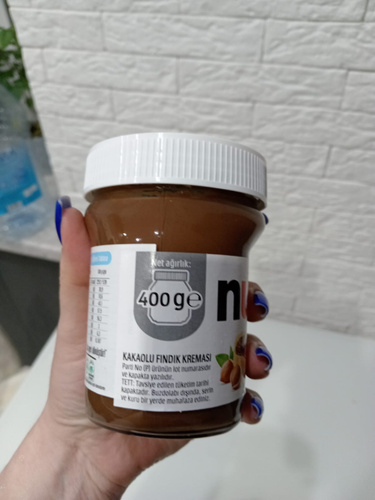 Net ağırlık:
400 g e
KAKAOLU FINDIK KREMASI
Parti No (P) ürünün lot numarasıdır
ve kapakta yazılıdır.
TETT: Tavsiye edilen tüketim tarihi
kapaktadır. Buzdolabı dışında, serin
ve kuru bir yerde muhafaza ediniz.